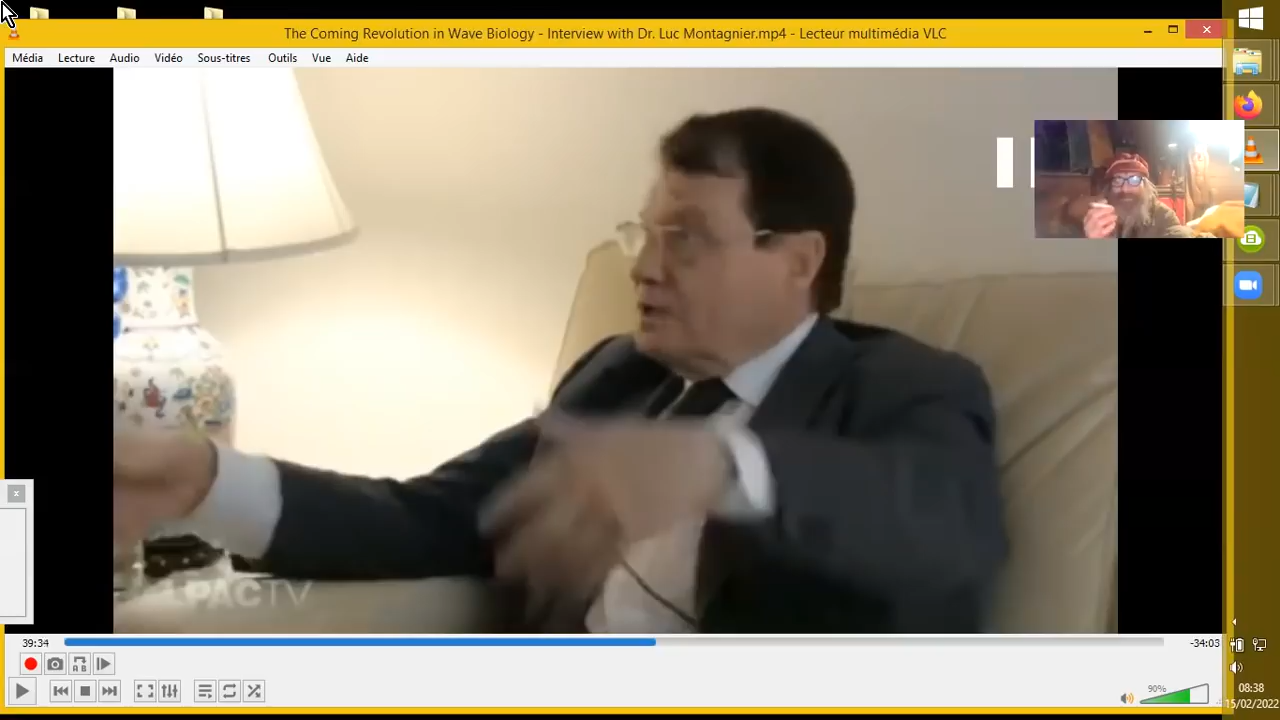 The Coming Revolution in Wave Biology - Interview with Dr. Luc Montagnier.mp4 - Lecteur multimédia VLC
Média Lecture Audio Vidéo Sous-titres Outils Vue Aide
LPACTV
39:34
-34:03
90%
08:38
15/02/2022